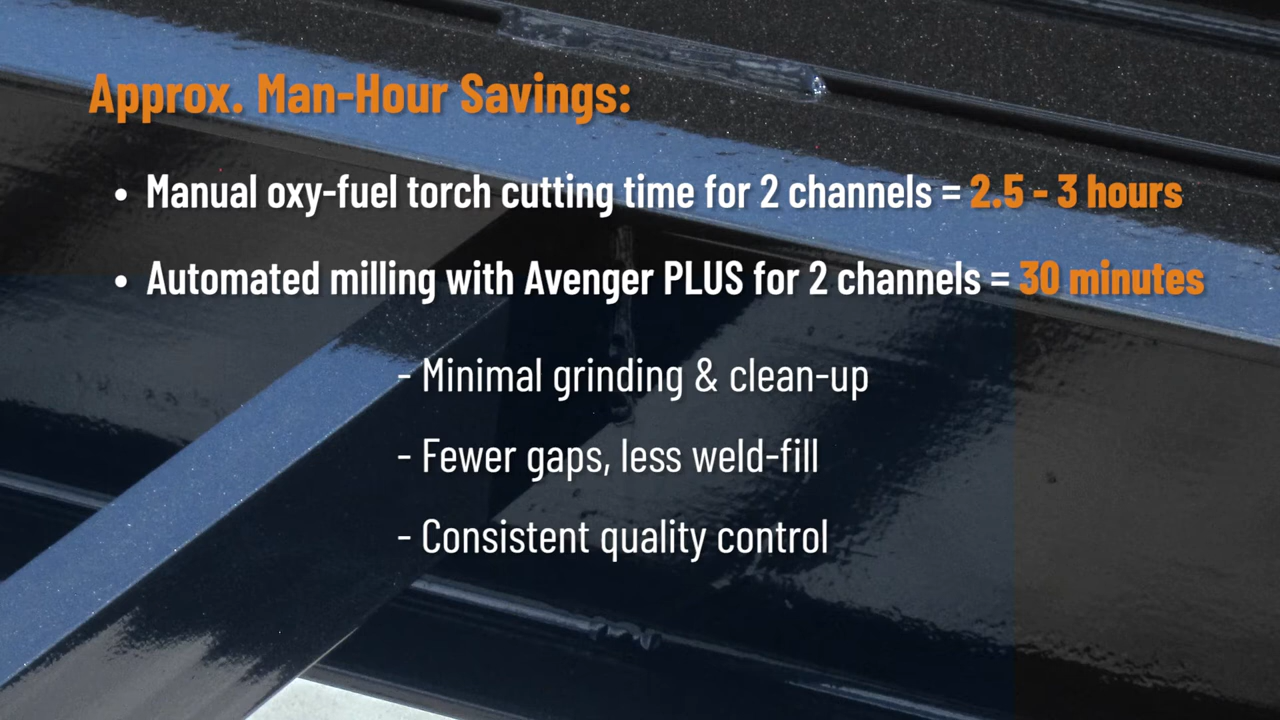 Approx. Man-Hour Savings:
• Manual oxy-fuel torch cutting time for 2 channels = 2.5 - 3 hours
• Automated milling with Avenger PLUS for 2 channels = 30 minutes
- Minimal grinding & clean-up
- Fewer gaps, less weld-fill
- Consistent quality control